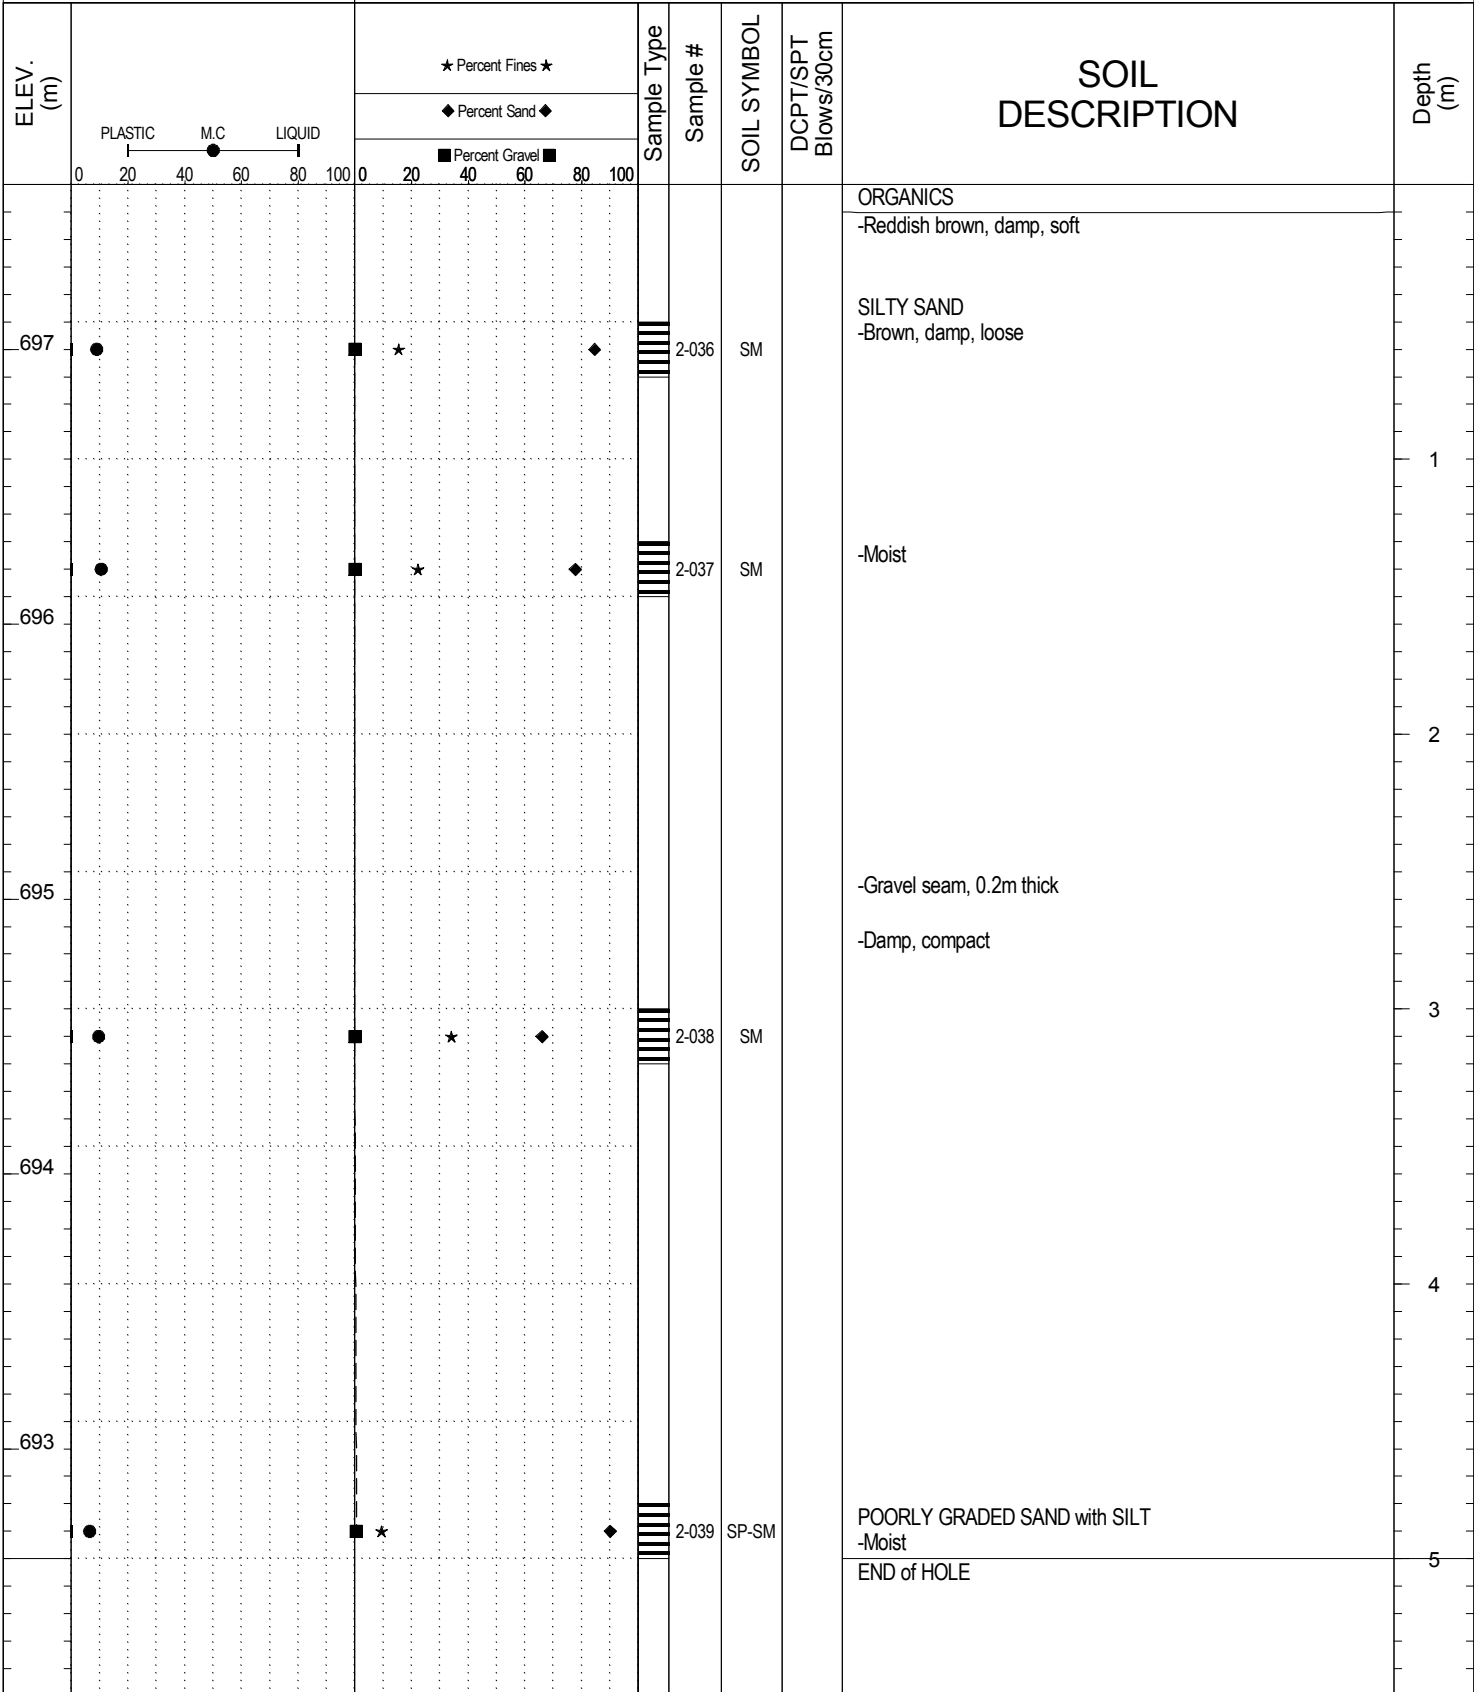 ELEV.
(m)
PLASTIC M.C LIQUID
0 20 40 60 80 100
★ Percent Fines ★
◆ Percent Sand ◆
■ Percent Gravel ■
0 20 40 60 80 100
Sample Type
Sample #
SOIL SYMBOL
DCPT/SPT
Blows/30cm
SOIL
DESCRIPTION
Depth
(m)
ORGANICS
-Reddish brown, damp, soft
SILTY SAND
-Brown, damp, loose
697 2-036 SM
1
-Moist
2-037 SM
696
2
-Gravel seam, 0.2m thick
695
-Damp, compact
3
2-038 SM
694
4
693
POORLY GRADED SAND with SILT
2-039 SP-SM
-Moist
5
END of HOLE